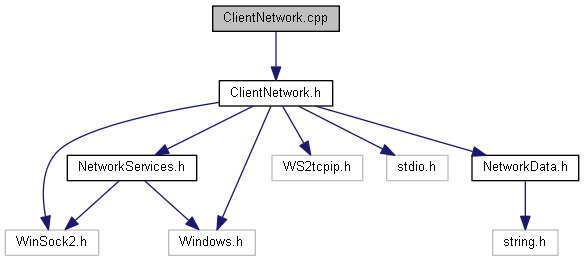 ClientNetwork.cpp
ClientNetwork.h
NetworkServices.h
WS2tcpip.h
stdio.h
NetworkData.h
WinSock2.h
Windows.h
string.h